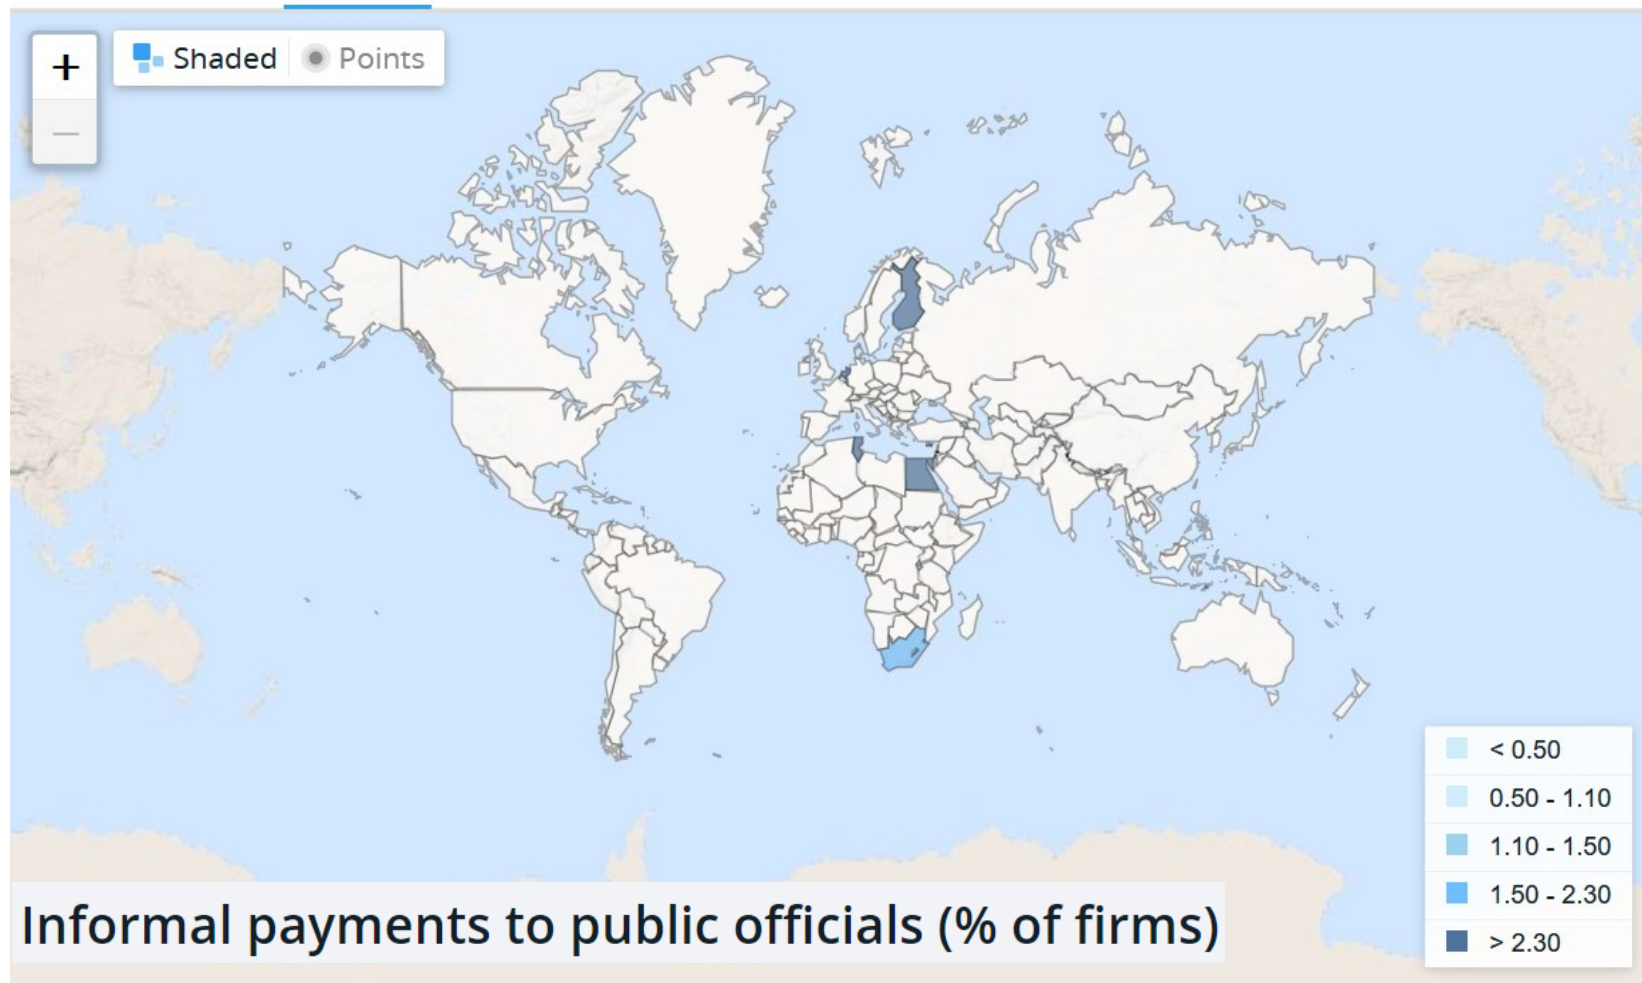 +
Shaded
Points
−
< 0.50
0.50 - 1.10
1.10 - 1.50
1.50 - 2.30
> 2.30
Informal payments to public officials (% of firms)